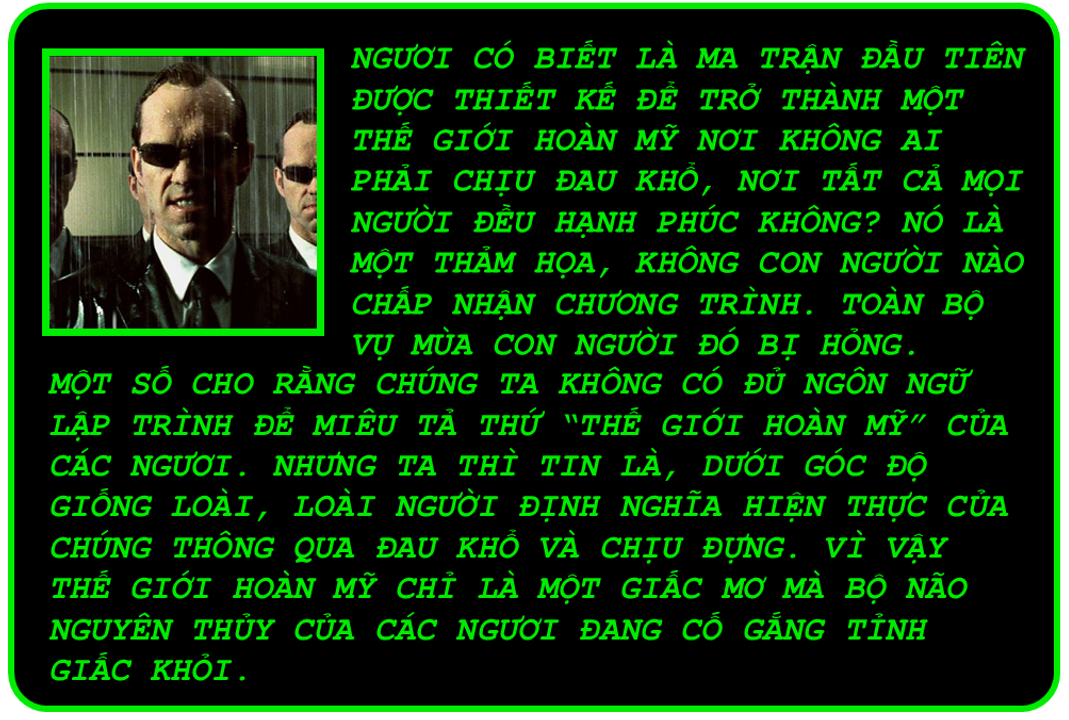 NGƯƠI CÓ BIẾT LÀ MA TRẬN ĐẦU TIÊN
ĐƯỢC THIẾT KẾ ĐỂ TRỞ THÀNH MỘT
THẾ GIỚI HOÀN MỸ NƠI KHÔNG AI
PHẢI CHỊU ĐAU KHỔ, NƠI TẤT CẢ MỌI
NGƯỜI ĐỀU HẠNH PHÚC KHÔNG? NÓ LÀ
MỘT THẢM HỌA, KHÔNG CON NGƯỜI NÀO
CHẤP NHẬN CHƯƠNG TRÌNH. TOÀN BỘ
VỤ MÙA CON NGƯỜI ĐÓ BỊ HỎNG.
MỘT SỐ CHO RẰNG CHÚNG TA KHÔNG CÓ ĐỦ NGÔN NGỮ
LẬP TRÌNH ĐỂ MIÊU TẢ THỨ “THẾ GIỚI HOÀN MỸ” CỦA
CÁC NGƯƠI. NHƯNG TA THÌ TIN LÀ, DƯỚI GÓC ĐỘ
GIỐNG LOÀI, LOÀI NGƯỜI ĐỊNH NGHĨA HIỆN THỰC CỦA
CHÚNG THÔNG QUA ĐAU KHỔ VÀ CHỊU ĐỰNG. VÌ VẬY
THẾ GIỚI HOÀN MỸ CHỈ LÀ MỘT GIẤC MƠ MÀ BỘ NÃO
NGUYÊN THỦY CỦA CÁC NGƯƠI ĐANG CỐ GẮNG TỈNH
GIẤC KHỎI.